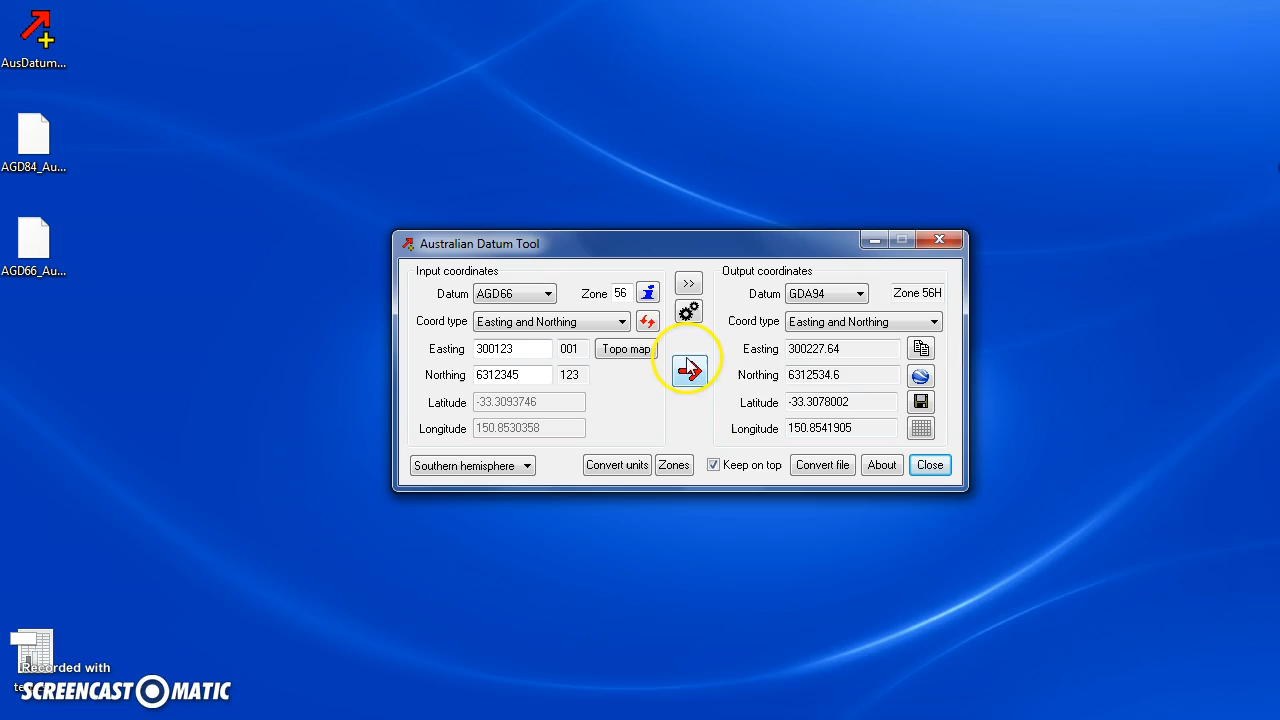 AusDatum...
AGD84_Au...
AGD66_Au...
Australian Datum Tool
Input coordinates
Datum AGD66 Zone 56
Coord type Easting and Northing
Easting 300123 001 Topo map
Northing 6312345 123
Latitude -33.3093746
Longitude 150.8530358
>>
Output coordinates
Datum GDA94 Zone 56H
Coord type Easting and Northing
Easting 300227.64
Northing 6312534.6
Latitude -33.3078002
Longitude 150.8541905
Southern hemisphere Convert units Zones Keep on top Convert file About Close
Recorded with
SCREENCAST MATIC